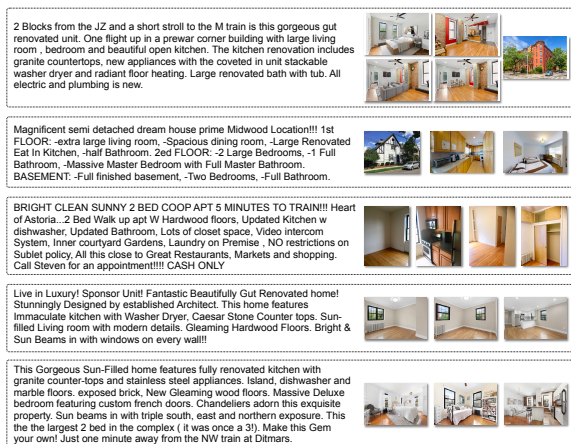 2 Blocks from the JZ and a short stroll to the M train is this gorgeous gut
renovated unit. One flight up in a prewar corner building with large living
room , bedroom and beautiful open kitchen. The kitchen renovation includes
granite countertops, new appliances with the coveted in unit stackable
washer dryer and radiant floor heating. Large renovated bath with tub. All
electric and plumbing is new.
Magnificent semi detached dream house prime Midwood Location!!! 1st
FLOOR: -extra large living room, -Spacious dining room, -Large Renovated
Eat In Kitchen, -half Bathroom. 2ed FLOOR: -2 Large Bedrooms, -1 Full
Bathroom, -Massive Master Bedroom with Full Master Bathroom.
BASEMENT: -Full finished basement, -Two Bedrooms, -Full Bathroom.
BRIGHT CLEAN SUNNY 2 BED COOP APT 5 MINUTES TO TRAIN!!! Heart
of Astoria...2 Bed Walk up apt W Hardwood floors, Updated Kitchen w
dishwasher, Updated Bathroom, Lots of closet space, Video intercom
System, Inner courtyard Gardens, Laundry on Premise , NO restrictions on
Sublet policy, All this close to Great Restaurants, Markets and shopping.
Call Steven for an appointment!!!! CASH ONLY
Live in Luxury! Sponsor Unit! Fantastic Beautifully Gut Renovated home!
Stunningly Designed by established Architect. This home features
Immaculate kitchen with Washer Dryer, Caesar Stone Counter tops. Sun-
filled Living room with modern details. Gleaming Hardwood Floors. Bright &
Sun Beams in with windows on every wall!!
This Gorgeous Sun-Filled home features fully renovated kitchen with
granite counter-tops and stainless steel appliances. Island, dishwasher and
marble floors. exposed brick, New Gleaming wood floors. Massive Deluxe
bedroom featuring custom french doors. Chandeliers adorn this exquisite
property. Sun beams in with triple south, east and northern exposure. This
the the largest 2 bed in the complex ( it was once a 3!). Make this Gem
your own! Just one minute away from the NW train at Ditmars.